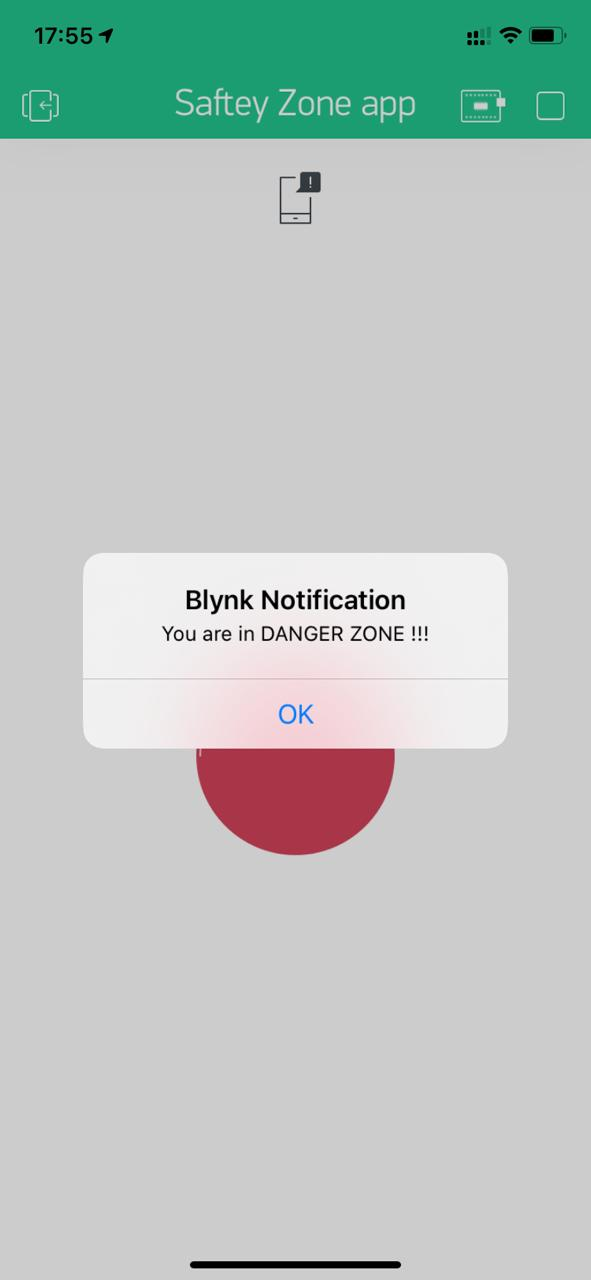 17:55
Saftey Zone app
!
Blynk Notification
You are in DANGER ZONE !!!
OK